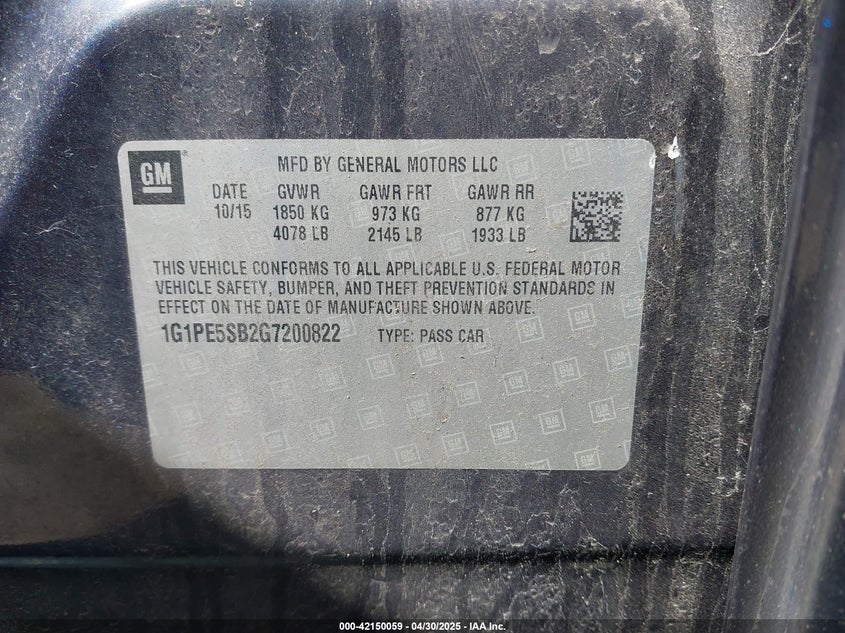 GM
MFD BY GENERAL MOTORS LLC
DATE GVWR GAWR FRT GAWR RR
10/15 1850 KG 973 KG 877 KG
4078 LB 2145 LB 1933 LB
THIS VEHICLE CONFORMS TO ALL APPLICABLE U.S. FEDERAL MOTOR
VEHICLE SAFETY, BUMPER, AND THEFT PREVENTION STANDARDS IN
EFFECT ON THE DATE OF MANUFACTURE SHOWN ABOVE.
1G1PE5SB2G7200822 TYPE: PASS CAR
000-42150059 - 04/30/2025 - IAA Inc.